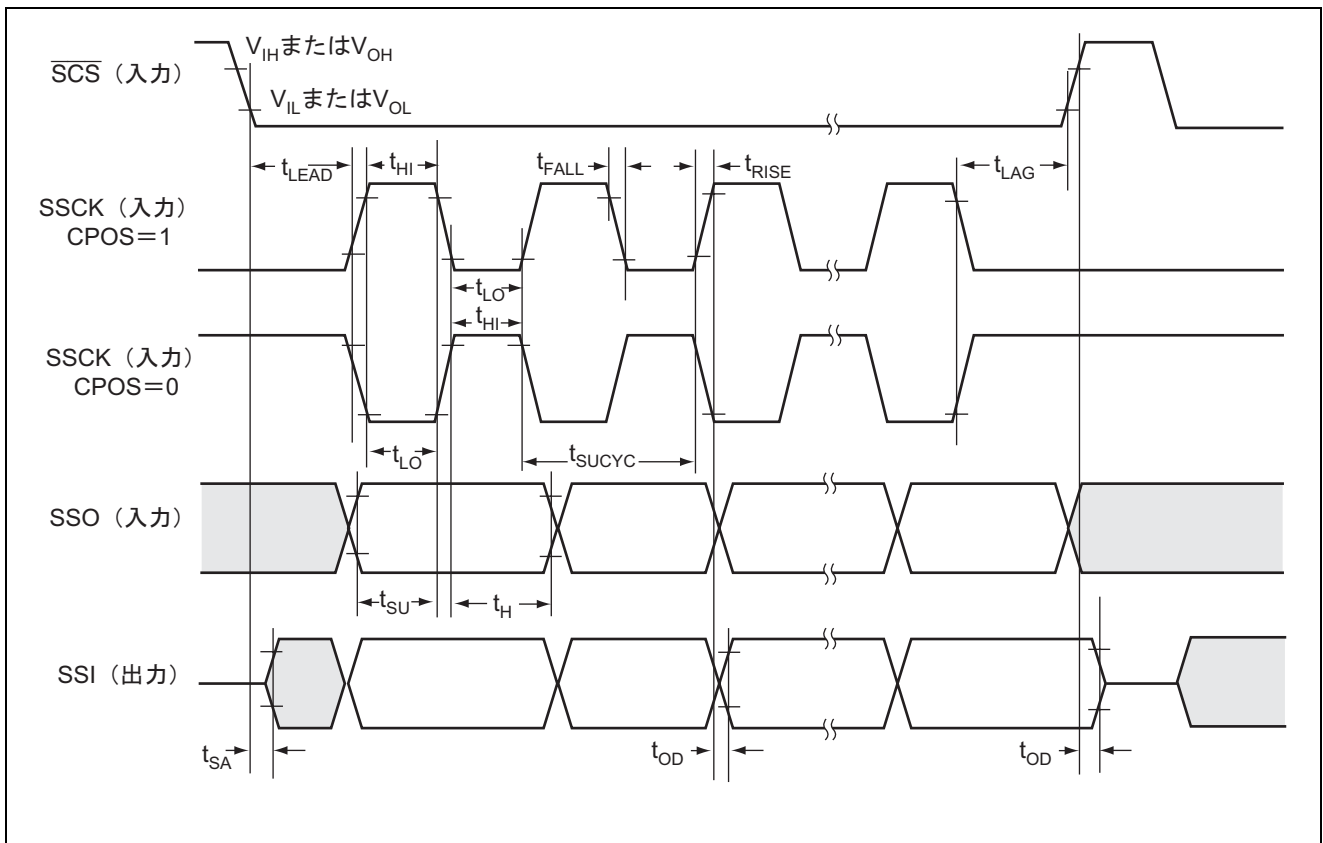 VIHまたはVOH
SCS（入力）
VILまたはVOL
tLEAD
tHI
tFALL
tRISE
tLAG
SSCK（入力）
CPOS＝1
tLO
tHI
SSCK（入力）
CPOS＝0
tLO
tSUCYC
SSO（入力）
tSU
tH
SSI（出力）
tSA
tOD
tOD